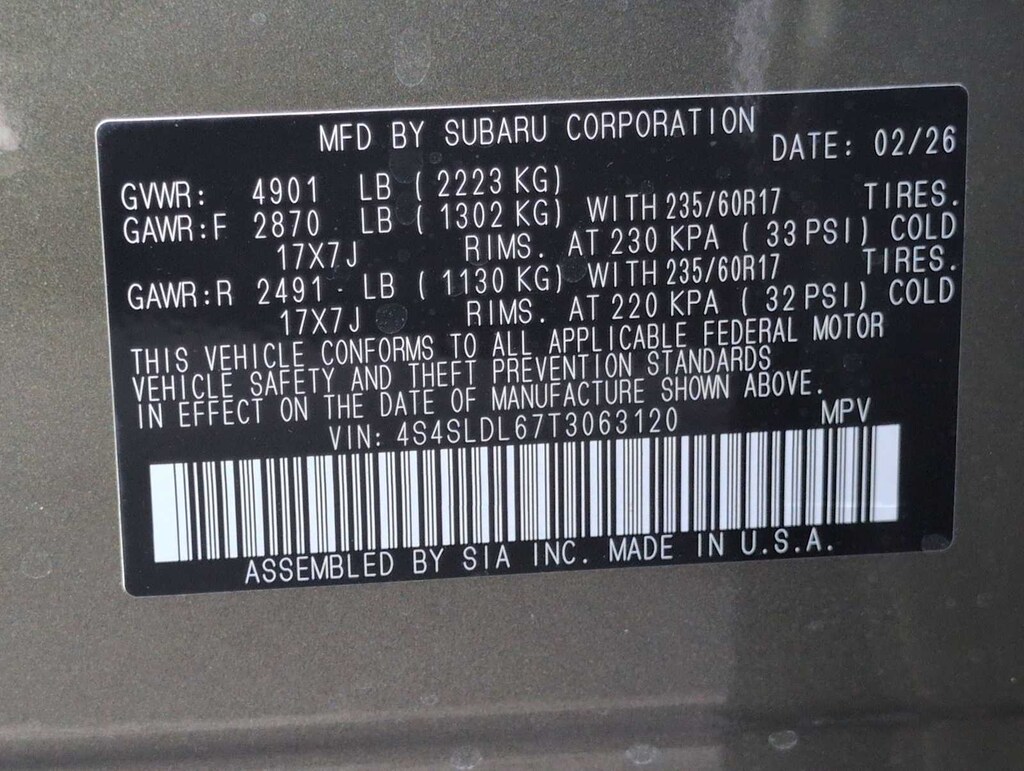 MFD BY SUBARU CORPORATION DATE: 02/26
GVWR: 4901 LB ( 2223 KG)
GAWR:F 2870 LB ( 1302 KG) WITH 235/60R17 TIRES.
17X7J RIMS. AT 230 KPA ( 33 PSI) COLD
GAWR:R 2491 LB ( 1130 KG) WITH 235/60R17 TIRES.
17X7J RIMS. AT 220 KPA ( 32 PSI) COLD
THIS VEHICLE CONFORMS TO ALL APPLICABLE FEDERAL MOTOR
VEHICLE SAFETY AND THEFT PREVENTION STANDARDS
IN EFFECT ON THE DATE OF MANUFACTURE SHOWN ABOVE.
VIN: 4S4SLDL67T3063120 MPV
ASSEMBLED BY SIA INC. MADE IN U.S.A.